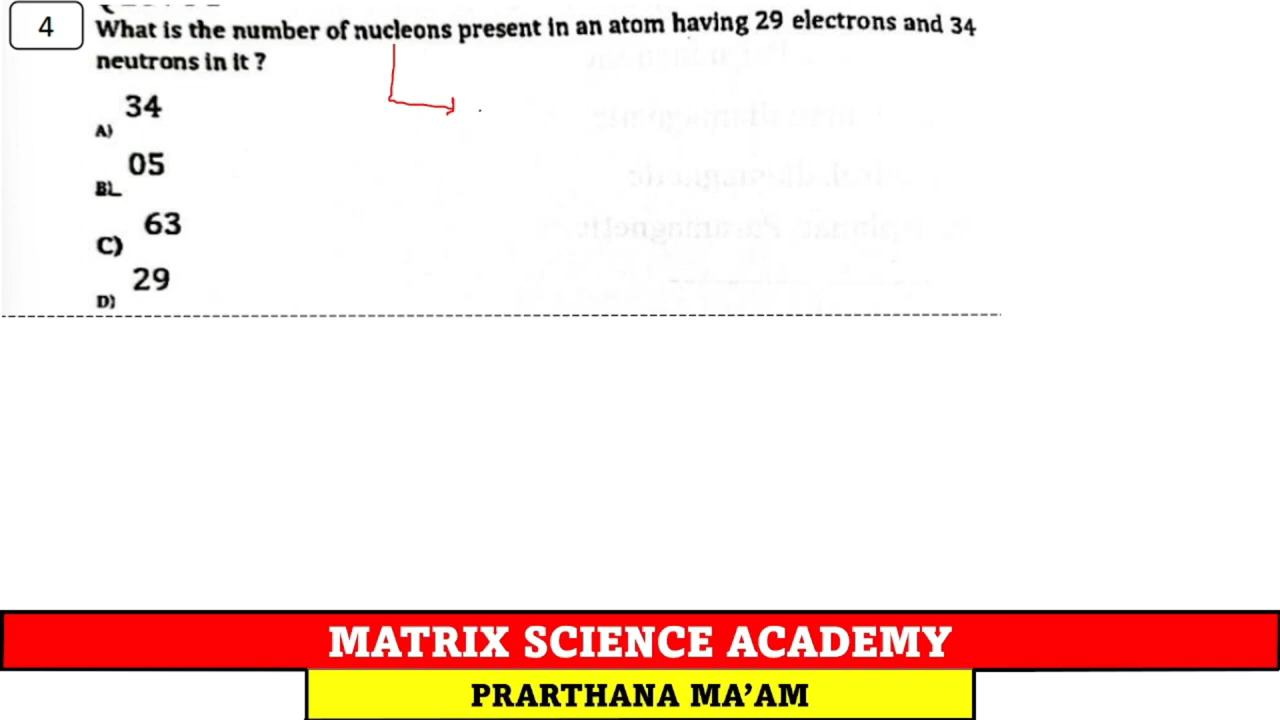 4
What is the number of nucleons present in an atom having 29 electrons and 34
neutrons in it ?
A) 34
B) 05
C) 63
D) 29
MATRIX SCIENCE ACADEMY
PRARTHANA MA'AM